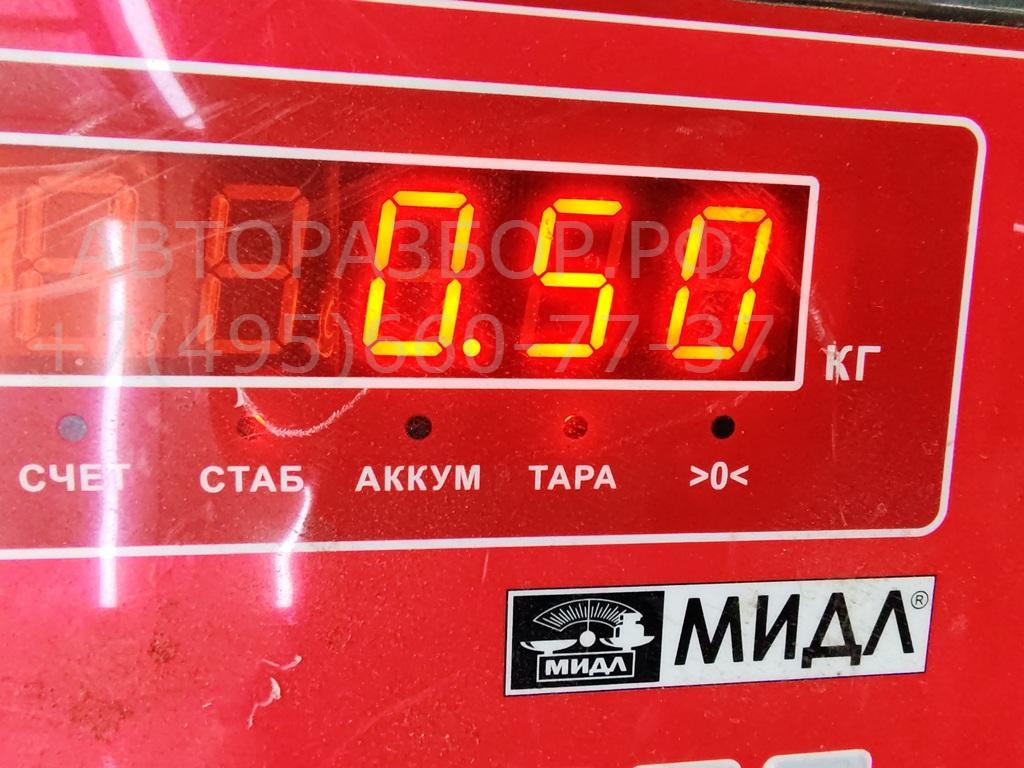 0.50
АВТОРАЗБОР.РФ
+7(495)660-77-37
КГ
СЧЕТ СТАБ АККУМ ТАРА >0<
МИДЛ МИДЛ®